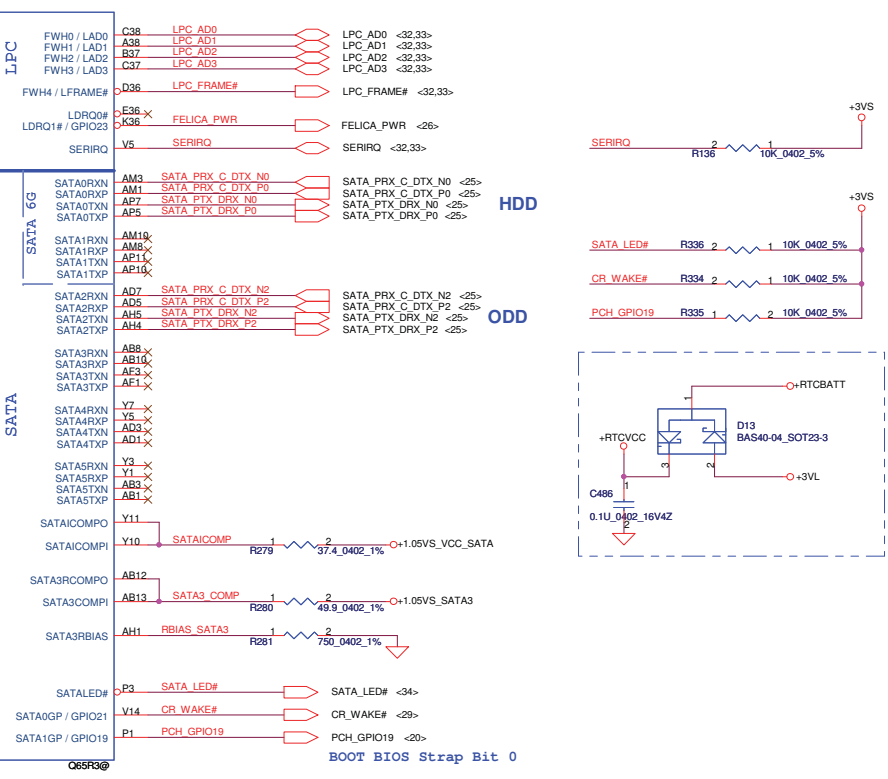 LPC
FWH0 / LAD0 C38 LPC_AD0 LPC_AD0 <32,33>
FWH1 / LAD1 A38 LPC_AD1 LPC_AD1 <32,33>
FWH2 / LAD2 B37 LPC_AD2 LPC_AD2 <32,33>
FWH3 / LAD3 C37 LPC_AD3 LPC_AD3 <32,33>
FWH4 / LFRAME# D36 LPC_FRAME# LPC_FRAME# <32,33>
LDRQ0# E36
LDRQ1# / GPIO23 K36 FELICA_PWR FELICA_PWR <26>
SERIRQ V5 SERIRQ SERIRQ <32,33>
SATA 6G
SATA0RXN AM3 SATA_PRX_C_DTX_N0 SATA_PRX_C_DTX_N0 <25>
SATA0RXP AM1 SATA_PRX_C_DTX_P0 SATA_PRX_C_DTX_P0 <25>
SATA0TXN AP7 SATA_PTX_DRX_N0 SATA_PTX_DRX_N0 <25>
SATA0TXP AP5 SATA_PTX_DRX_P0 SATA_PTX_DRX_P0 <25>
HDD
SATA1RXN AM10
SATA1RXP AM8
SATA1TXN AP11
SATA1TXP AP10
SATA
SATA2RXN AD7 SATA_PRX_C_DTX_N2 SATA_PRX_C_DTX_N2 <25>
SATA2RXP AD5 SATA_PRX_C_DTX_P2 SATA_PRX_C_DTX_P2 <25>
SATA2TXN AH5 SATA_PTX_DRX_N2 SATA_PTX_DRX_N2 <25>
SATA2TXP AH4 SATA_PTX_DRX_P2 SATA_PTX_DRX_P2 <25>
ODD
SATA3RXN AB8
SATA3RXP AB10
SATA3TXN AF3
SATA3TXP AF1
SATA4RXN Y7
SATA4RXP Y5
SATA4TXN AD3
SATA4TXP AD1
SATA5RXN Y3
SATA5RXP Y1
SATA5TXN AB3
SATA5TXP AB1
SATAICOMPO Y11
SATAICOMPI Y10 SATAICOMP 1 2 +1.05VS_VCC_SATA
R279 37.4_0402_1%
SATA3RCOMPO AB12
SATA3COMPI AB13 SATA3_COMP 1 2 +1.05VS_SATA3
R280 49.9_0402_1%
SATA3RBIAS AH1 RBIAS_SATA3 1 2
R281 750_0402_1%
SATALED# P3 SATA_LED# SATA_LED# <34>
SATA0GP / GPIO21 V14 CR_WAKE# CR_WAKE# <29>
SATA1GP / GPIO19 P1 PCH_GPIO19 PCH_GPIO19 <20>
BOOT BIOS Strap Bit 0
Q65R3@
+3VS
SERIRQ 2 1
R136 10K_0402_5%
+3VS
SATA_LED# R336 2 1 10K_0402_5%
CR_WAKE# R334 2 1 10K_0402_5%
PCH_GPIO19 R335 1 2 10K_0402_5%
+RTCBATT
1
D13
BAS40-04_SOT23-3
+RTCVCC
3 2
+3VL
1
C486
0.1U_0402_16V4Z
2